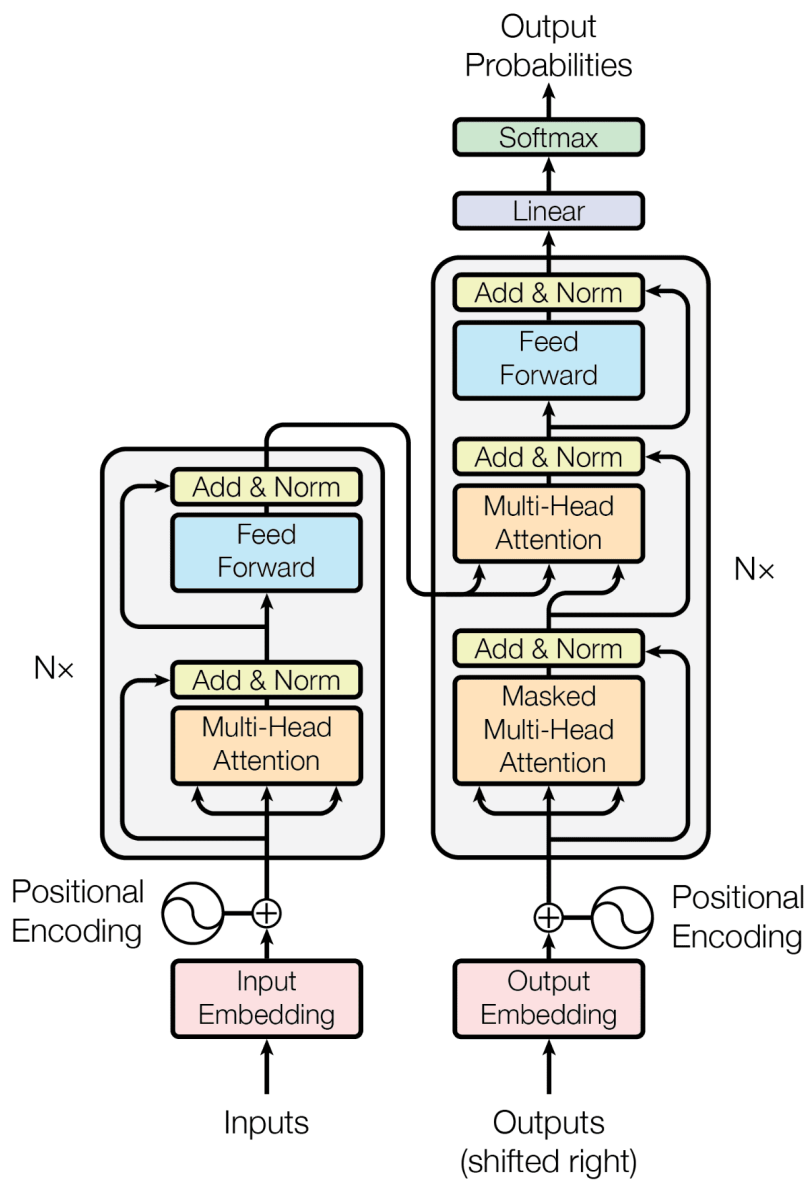 Output
Probabilities
Softmax
Linear
Add & Norm
Feed
Forward
Add & Norm
Multi-Head
Attention
Nx
Add & Norm
Masked
Multi-Head
Attention
Add & Norm
Feed
Forward
Nx
Add & Norm
Multi-Head
Attention
Positional
Encoding
Positional
Encoding
Input
Embedding
Output
Embedding
Inputs
Outputs
(shifted right)